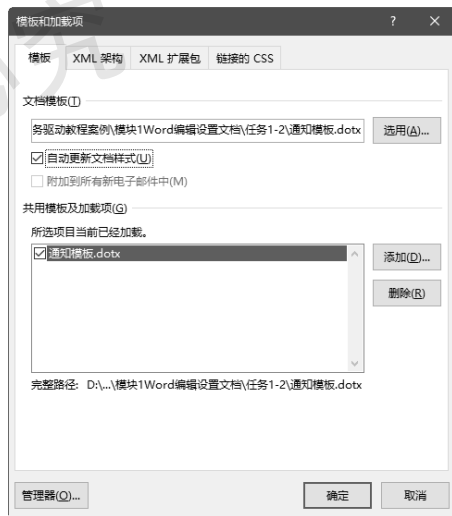 模板和加载项 ? ×
模板 XML 架构 XML 扩展包 链接的 CSS
文档模板(T)
务驱动教程案例\模块1Word编辑设置文档\任务1-2\通知模板.dotx 选用(A)...
自动更新文档样式(U)
附加到所有新电子邮件中(M)
共用模板及加载项(G)
所选项目当前已经加载。
通知模板.dotx 添加(D)...
删除(R)
完整路径: D:\...\模块1Word编辑设置文档\任务1-2\通知模板.dotx
管理器(O)... 确定 取消